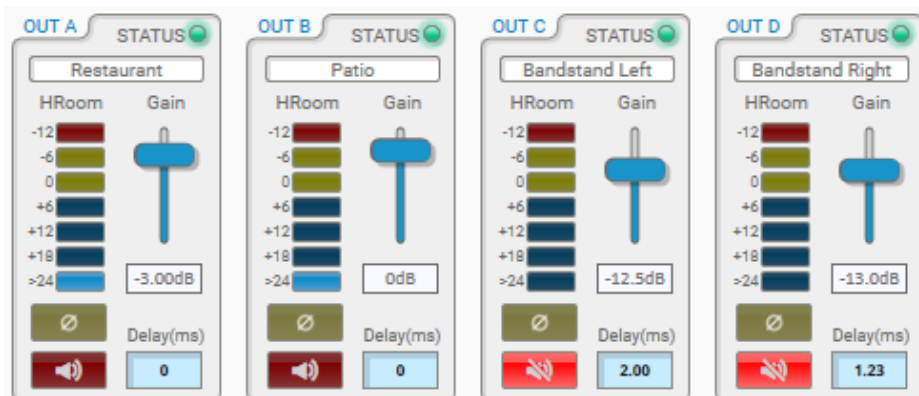 OUT A STATUS
Restaurant
HRoom Gain
-12
-6
0
+6
+12
+18
>24 -3.00dB
Ø Delay(ms)
0
OUT B STATUS
Patio
HRoom Gain
-12
-6
0
+6
+12
+18
>24 0dB
Ø Delay(ms)
0
OUT C STATUS
Bandstand Left
HRoom Gain
-12
-6
0
+6
+12
+18
>24 -12.5dB
Ø Delay(ms)
2.00
OUT D STATUS
Bandstand Right
HRoom Gain
-12
-6
0
+6
+12
+18
>24 -13.0dB
Ø Delay(ms)
1.23